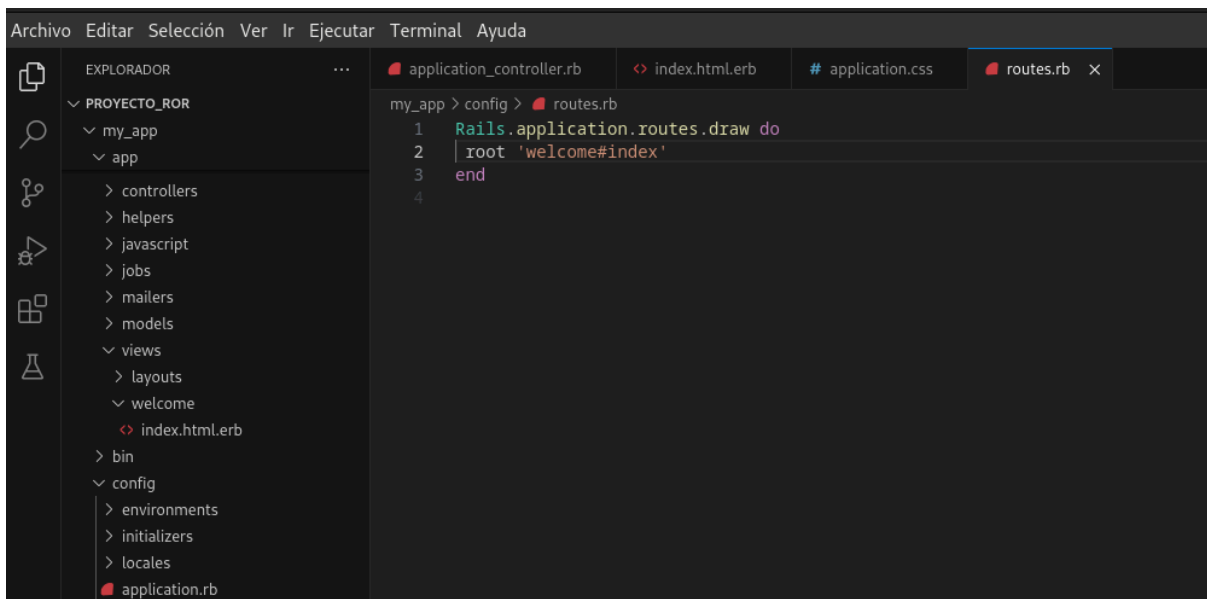 Archivo Editar Selección Ver Ir Ejecutar Terminal Ayuda
EXPLORADOR ...
PROYECTO_ROR
my_app
app
controllers
helpers
javascript
jobs
mailers
models
views
layouts
welcome
<> index.html.erb
bin
config
environments
initializers
locales
application.rb
application_controller.rb <> index.html.erb # application.css routes.rb ×
my_app > config > routes.rb
1 Rails.application.routes.draw do
2 root 'welcome#index'
3 end
4